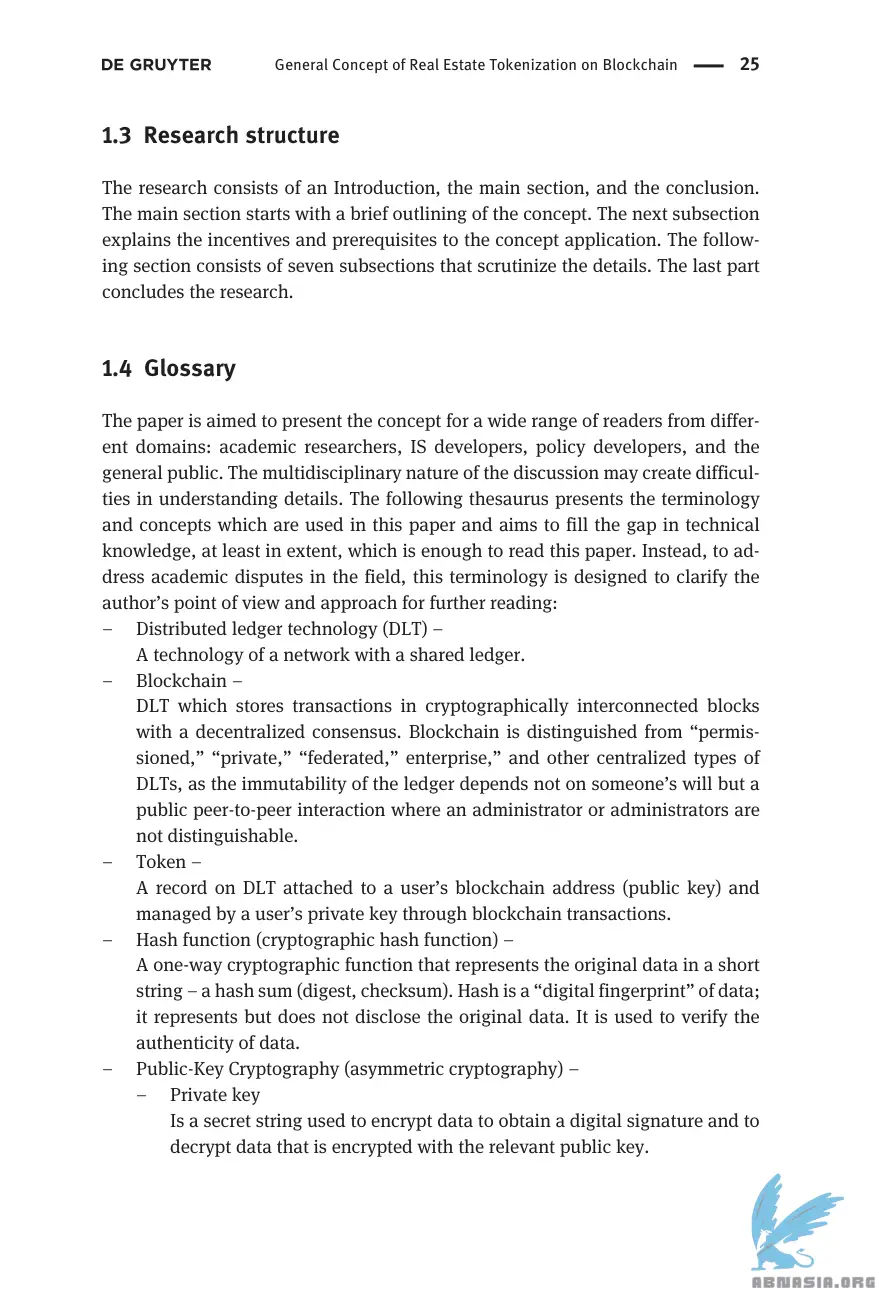 DE GRUYTER General Concept of Real Estate Tokenization on Blockchain — 25
1.3 Research structure
The research consists of an Introduction, the main section, and the conclusion.
The main section starts with a brief outlining of the concept. The next subsection
explains the incentives and prerequisites to the concept application. The follow-
ing section consists of seven subsections that scrutinize the details. The last part
concludes the research.
1.4 Glossary
The paper is aimed to present the concept for a wide range of readers from differ-
ent domains: academic researchers, IS developers, policy developers, and the
general public. The multidisciplinary nature of the discussion may create difficul-
ties in understanding details. The following thesaurus presents the terminology
and concepts which are used in this paper and aims to fill the gap in technical
knowledge, at least in extent, which is enough to read this paper. Instead, to ad-
dress academic disputes in the field, this terminology is designed to clarify the
author’s point of view and approach for further reading:
– Distributed ledger technology (DLT) –
A technology of a network with a shared ledger.
– Blockchain –
DLT which stores transactions in cryptographically interconnected blocks
with a decentralized consensus. Blockchain is distinguished from “permis-
sioned,” “private,” “federated,” enterprise,” and other centralized types of
DLTs, as the immutability of the ledger depends not on someone’s will but a
public peer-to-peer interaction where an administrator or administrators are
not distinguishable.
– Token –
A record on DLT attached to a user’s blockchain address (public key) and
managed by a user’s private key through blockchain transactions.
– Hash function (cryptographic hash function) –
A one-way cryptographic function that represents the original data in a short
string – a hash sum (digest, checksum). Hash is a “digital fingerprint” of data;
it represents but does not disclose the original data. It is used to verify the
authenticity of data.
– Public-Key Cryptography (asymmetric cryptography) –
– Private key
Is a secret string used to encrypt data to obtain a digital signature and to
decrypt data that is encrypted with the relevant public key.
ABNASIA.ORG